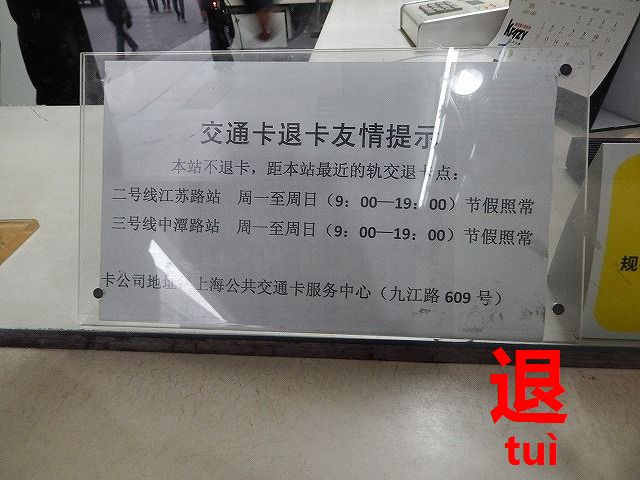 交通卡退卡友情提示
本站不退卡，距本站最近的轨交退卡点：
二号线江苏路站 周一至周日（9：00—19：00）节假照常
三号线中潭路站 周一至周日（9：00—19：00）节假照常
卡公司地址：上海公共交通卡服务中心（九江路 609 号）
规
退
tuì